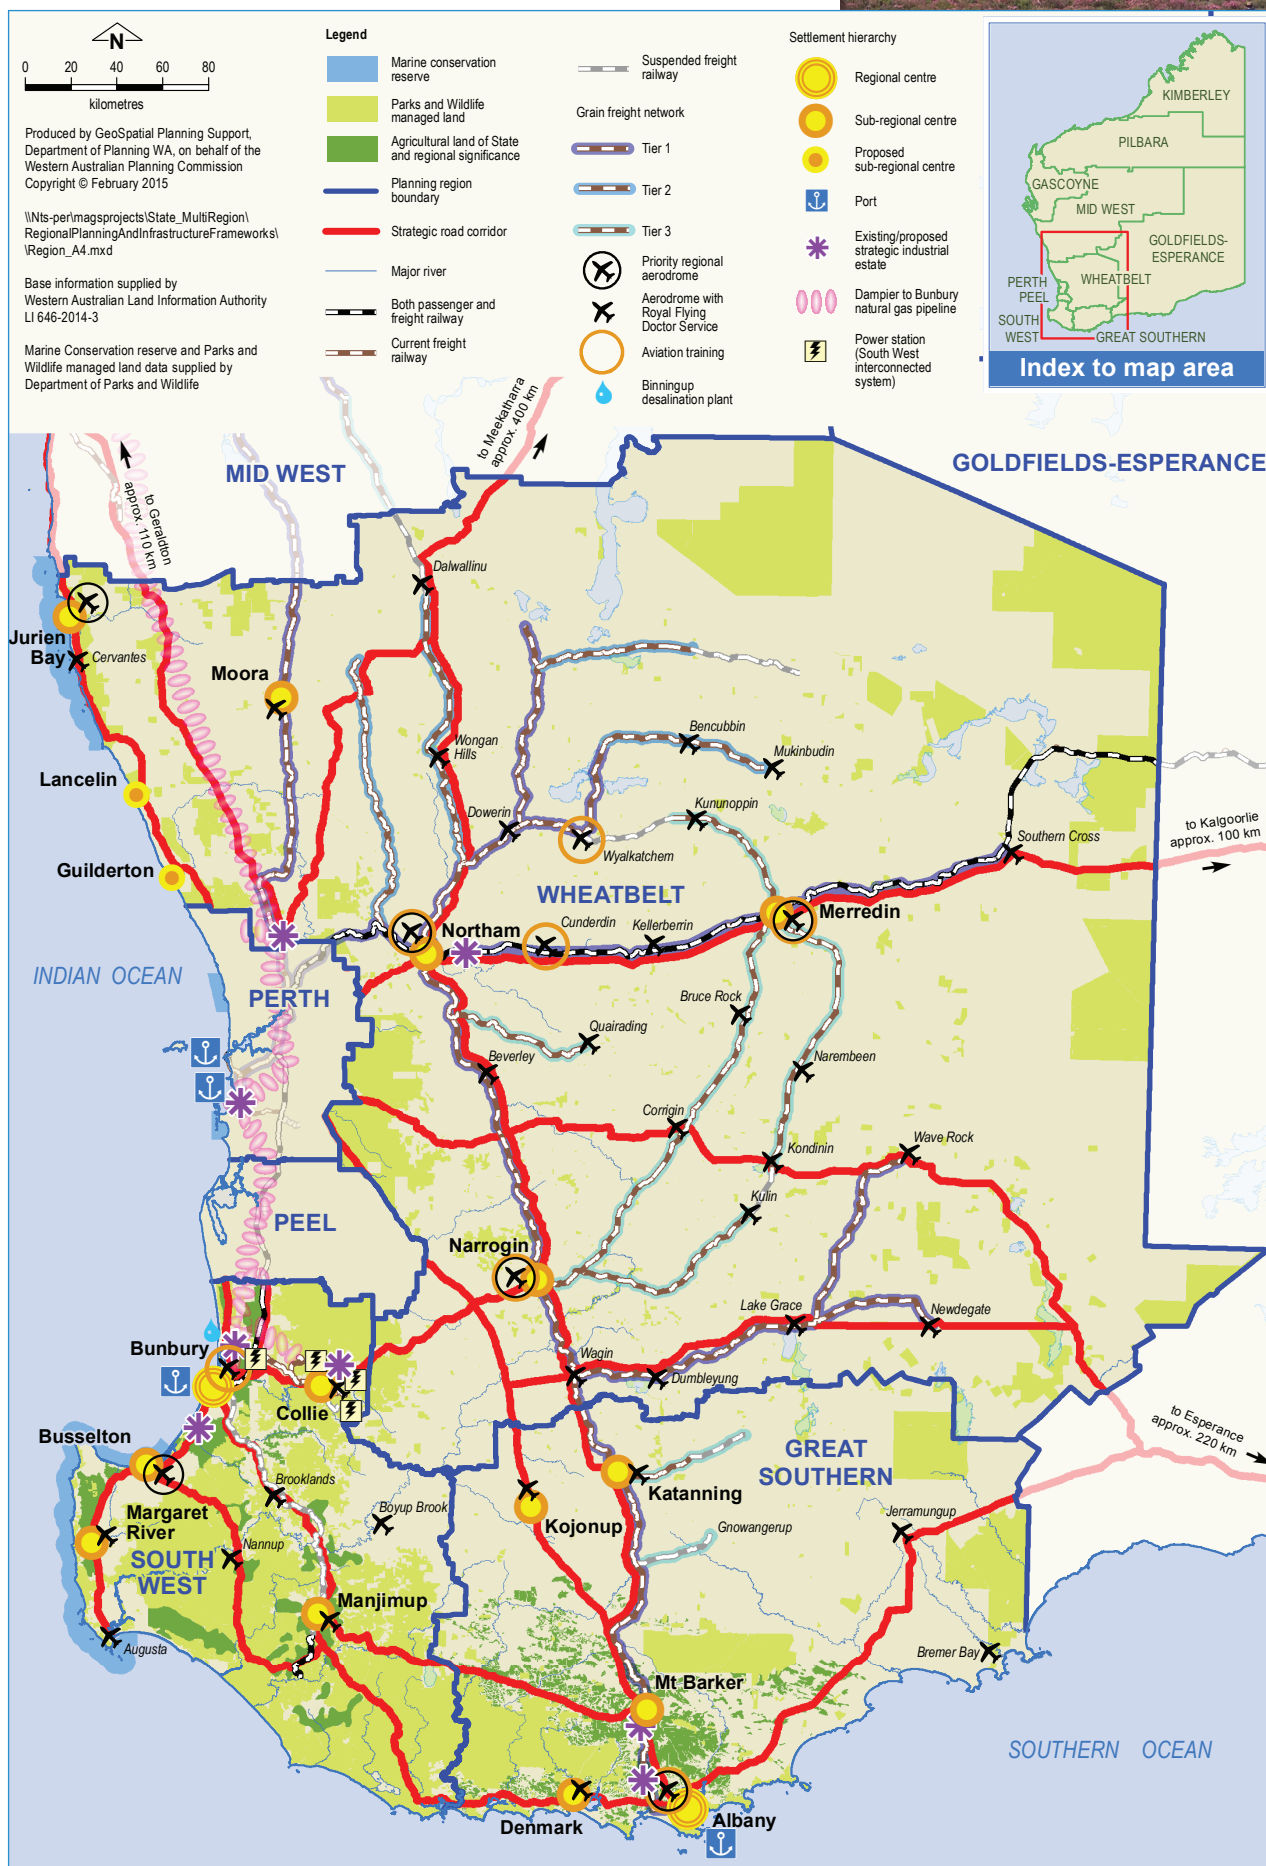 N
0 20 40 60 80
kilometres
Produced by GeoSpatial Planning Support,
Department of Planning WA, on behalf of the
Western Australian Planning Commission
Copyright © February 2015
\\Nts-per\magsprojects\State_MultiRegion\
RegionalPlanningAndInfrastructureFrameworks\
\Region_A4.mxd
Base information supplied by
Western Australian Land Information Authority
LI 646-2014-3
Marine Conservation reserve and Parks and
Wildlife managed land data supplied by
Department of Parks and Wildlife
Legend
Marine conservation
reserve
Parks and Wildlife
managed land
Agricultural land of State
and regional significance
Planning region
boundary
Strategic road corridor
Major river
Both passenger and
freight railway
Current freight
railway
Suspended freight
railway
Grain freight network
Tier 1
Tier 2
Tier 3
Priority regional
aerodrome
Aerodrome with
Royal Flying
Doctor Service
Aviation training
Binningup
desalination plant
Settlement hierarchy
Regional centre
Sub-regional centre
Proposed
sub-regional centre
Port
Existing/proposed
strategic industrial
estate
Dampier to Bunbury
natural gas pipeline
Power station
(South West
interconnected
system)
KIMBERLEY
PILBARA
GASCOYNE
MID WEST
GOLDFIELDS-
ESPERANCE
PERTH
PEEL
WHEATBELT
SOUTH
WEST
GREAT SOUTHERN
Index to map area
to Meekatharra
approx. 400 km
MID WEST
GOLDFIELDS-ESPERANCE
to Geraldton
approx. 110 km
Dalwallinu
Jurien
Bay
Cervantes
Moora
Wongan
Hills
Bencubbin
Mukinbudin
Lancelin
Dowerin
Kununoppin
Wyalkatchem
Southern Cross
to Kalgoorlie
approx. 100 km
Guilderton
WHEATBELT
Merredin
Northam
Cunderdin
Kellerberrin
INDIAN OCEAN
PERTH
Bruce Rock
Quairading
Beverley
Narembeen
Corrigin
Wave Rock
Kondinin
Kulin
PEEL
Narrogin
Lake Grace
Newdegate
Bunbury
Wagin
Dumbleyung
Collie
to Esperance
approx. 220 km
Busselton
GREAT
SOUTHERN
Brooklands
Katanning
Margaret
River
Boyup Brook
Kojonup
Jerramungup
Gnowangerup
Nannup
SOUTH
WEST
Manjimup
Augusta
Bremer Bay
Mt Barker
SOUTHERN OCEAN
Denmark
Albany